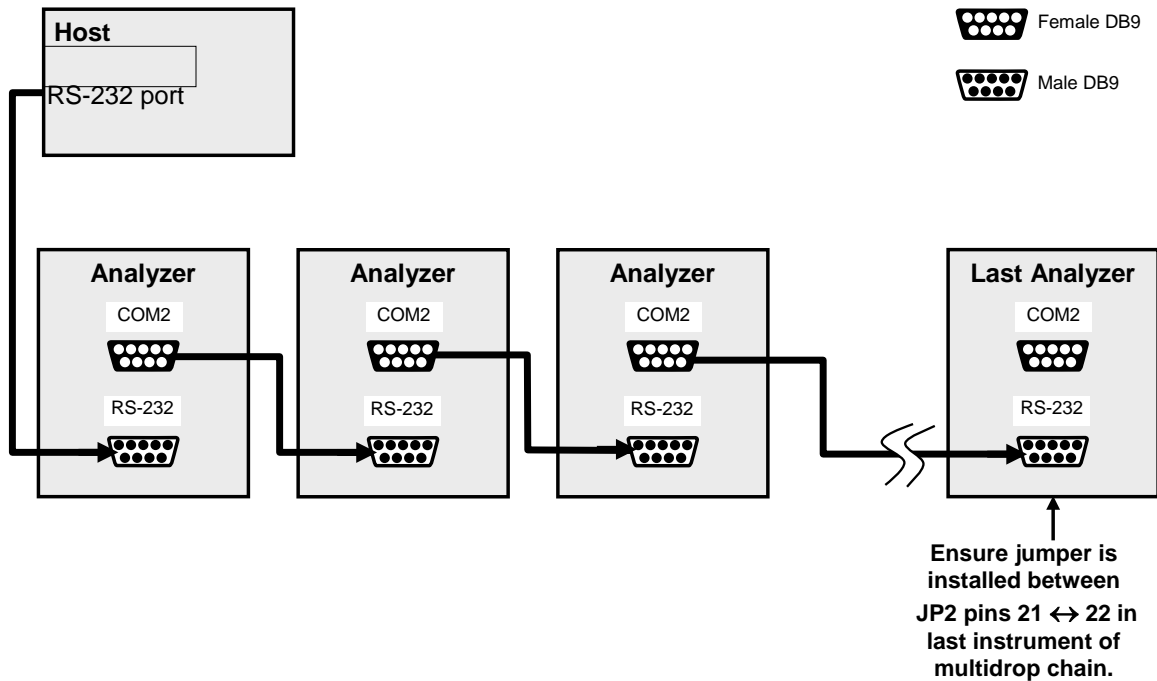 Host
RS-232 port
Female DB9
Male DB9
Analyzer
COM2
RS-232
Analyzer
COM2
RS-232
Analyzer
COM2
RS-232
Last Analyzer
COM2
RS-232
Ensure jumper is
installed between
JP2 pins 21 ↔ 22 in
last instrument of
multidrop chain.